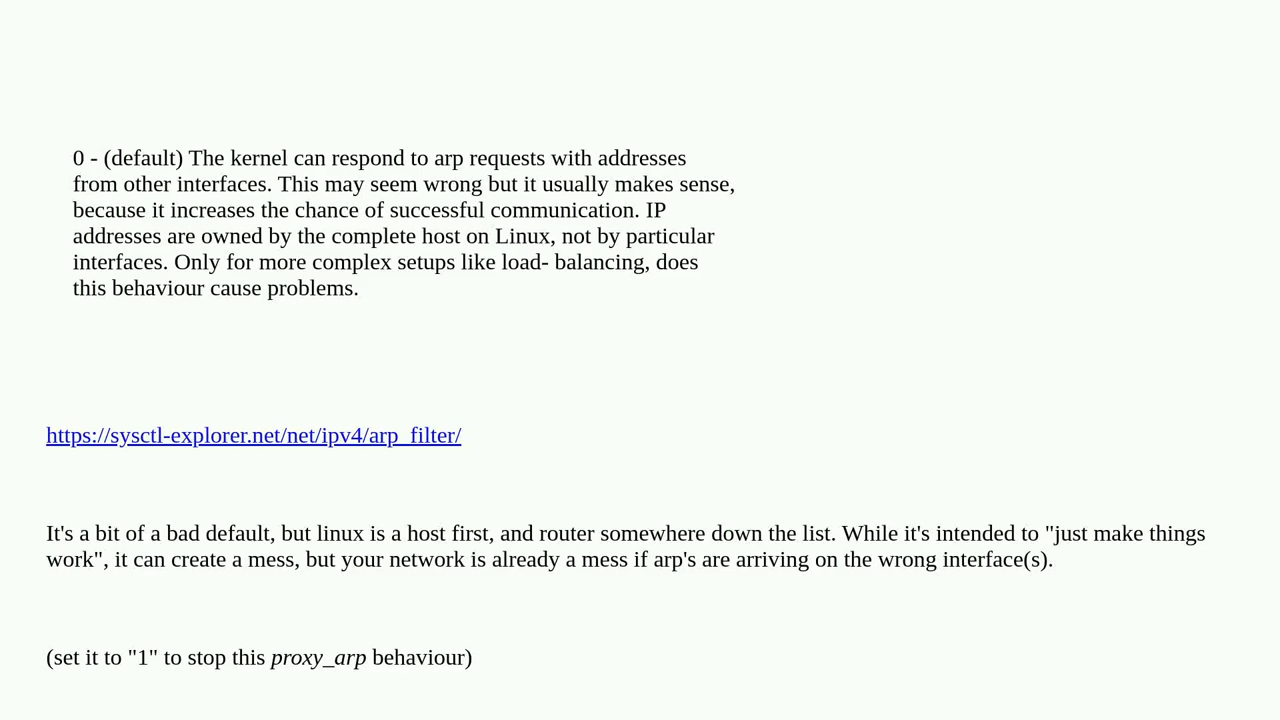 0 - (default) The kernel can respond to arp requests with addresses
from other interfaces. This may seem wrong but it usually makes sense,
because it increases the chance of successful communication. IP
addresses are owned by the complete host on Linux, not by particular
interfaces. Only for more complex setups like load- balancing, does
this behaviour cause problems.
https://sysctl-explorer.net/net/ipv4/arp_filter/
It's a bit of a bad default, but linux is a host first, and router somewhere down the list. While it's intended to "just make things
work", it can create a mess, but your network is already a mess if arp's are arriving on the wrong interface(s).
(set it to "1" to stop this proxy_arp behaviour)